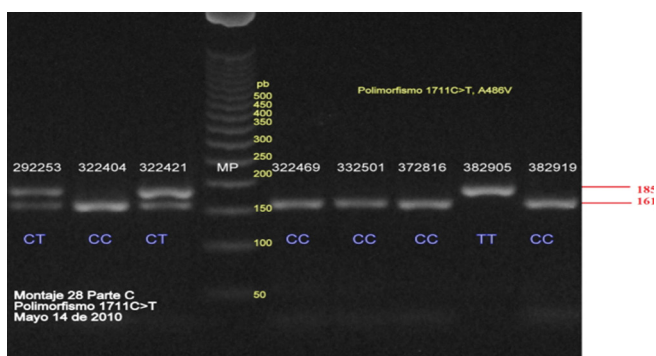 pb
Polimorfismo 1711C>T, A486V
500
450
400
350
300
250
200
150
100
50
292253 322404 322421 MP 322469 332501 372816 382905 382919
185
161
CT CC CT CC CC CC TT CC
Montaje 28 Parte C
Polimorfismo 1711C>T
Mayo 14 de 2010